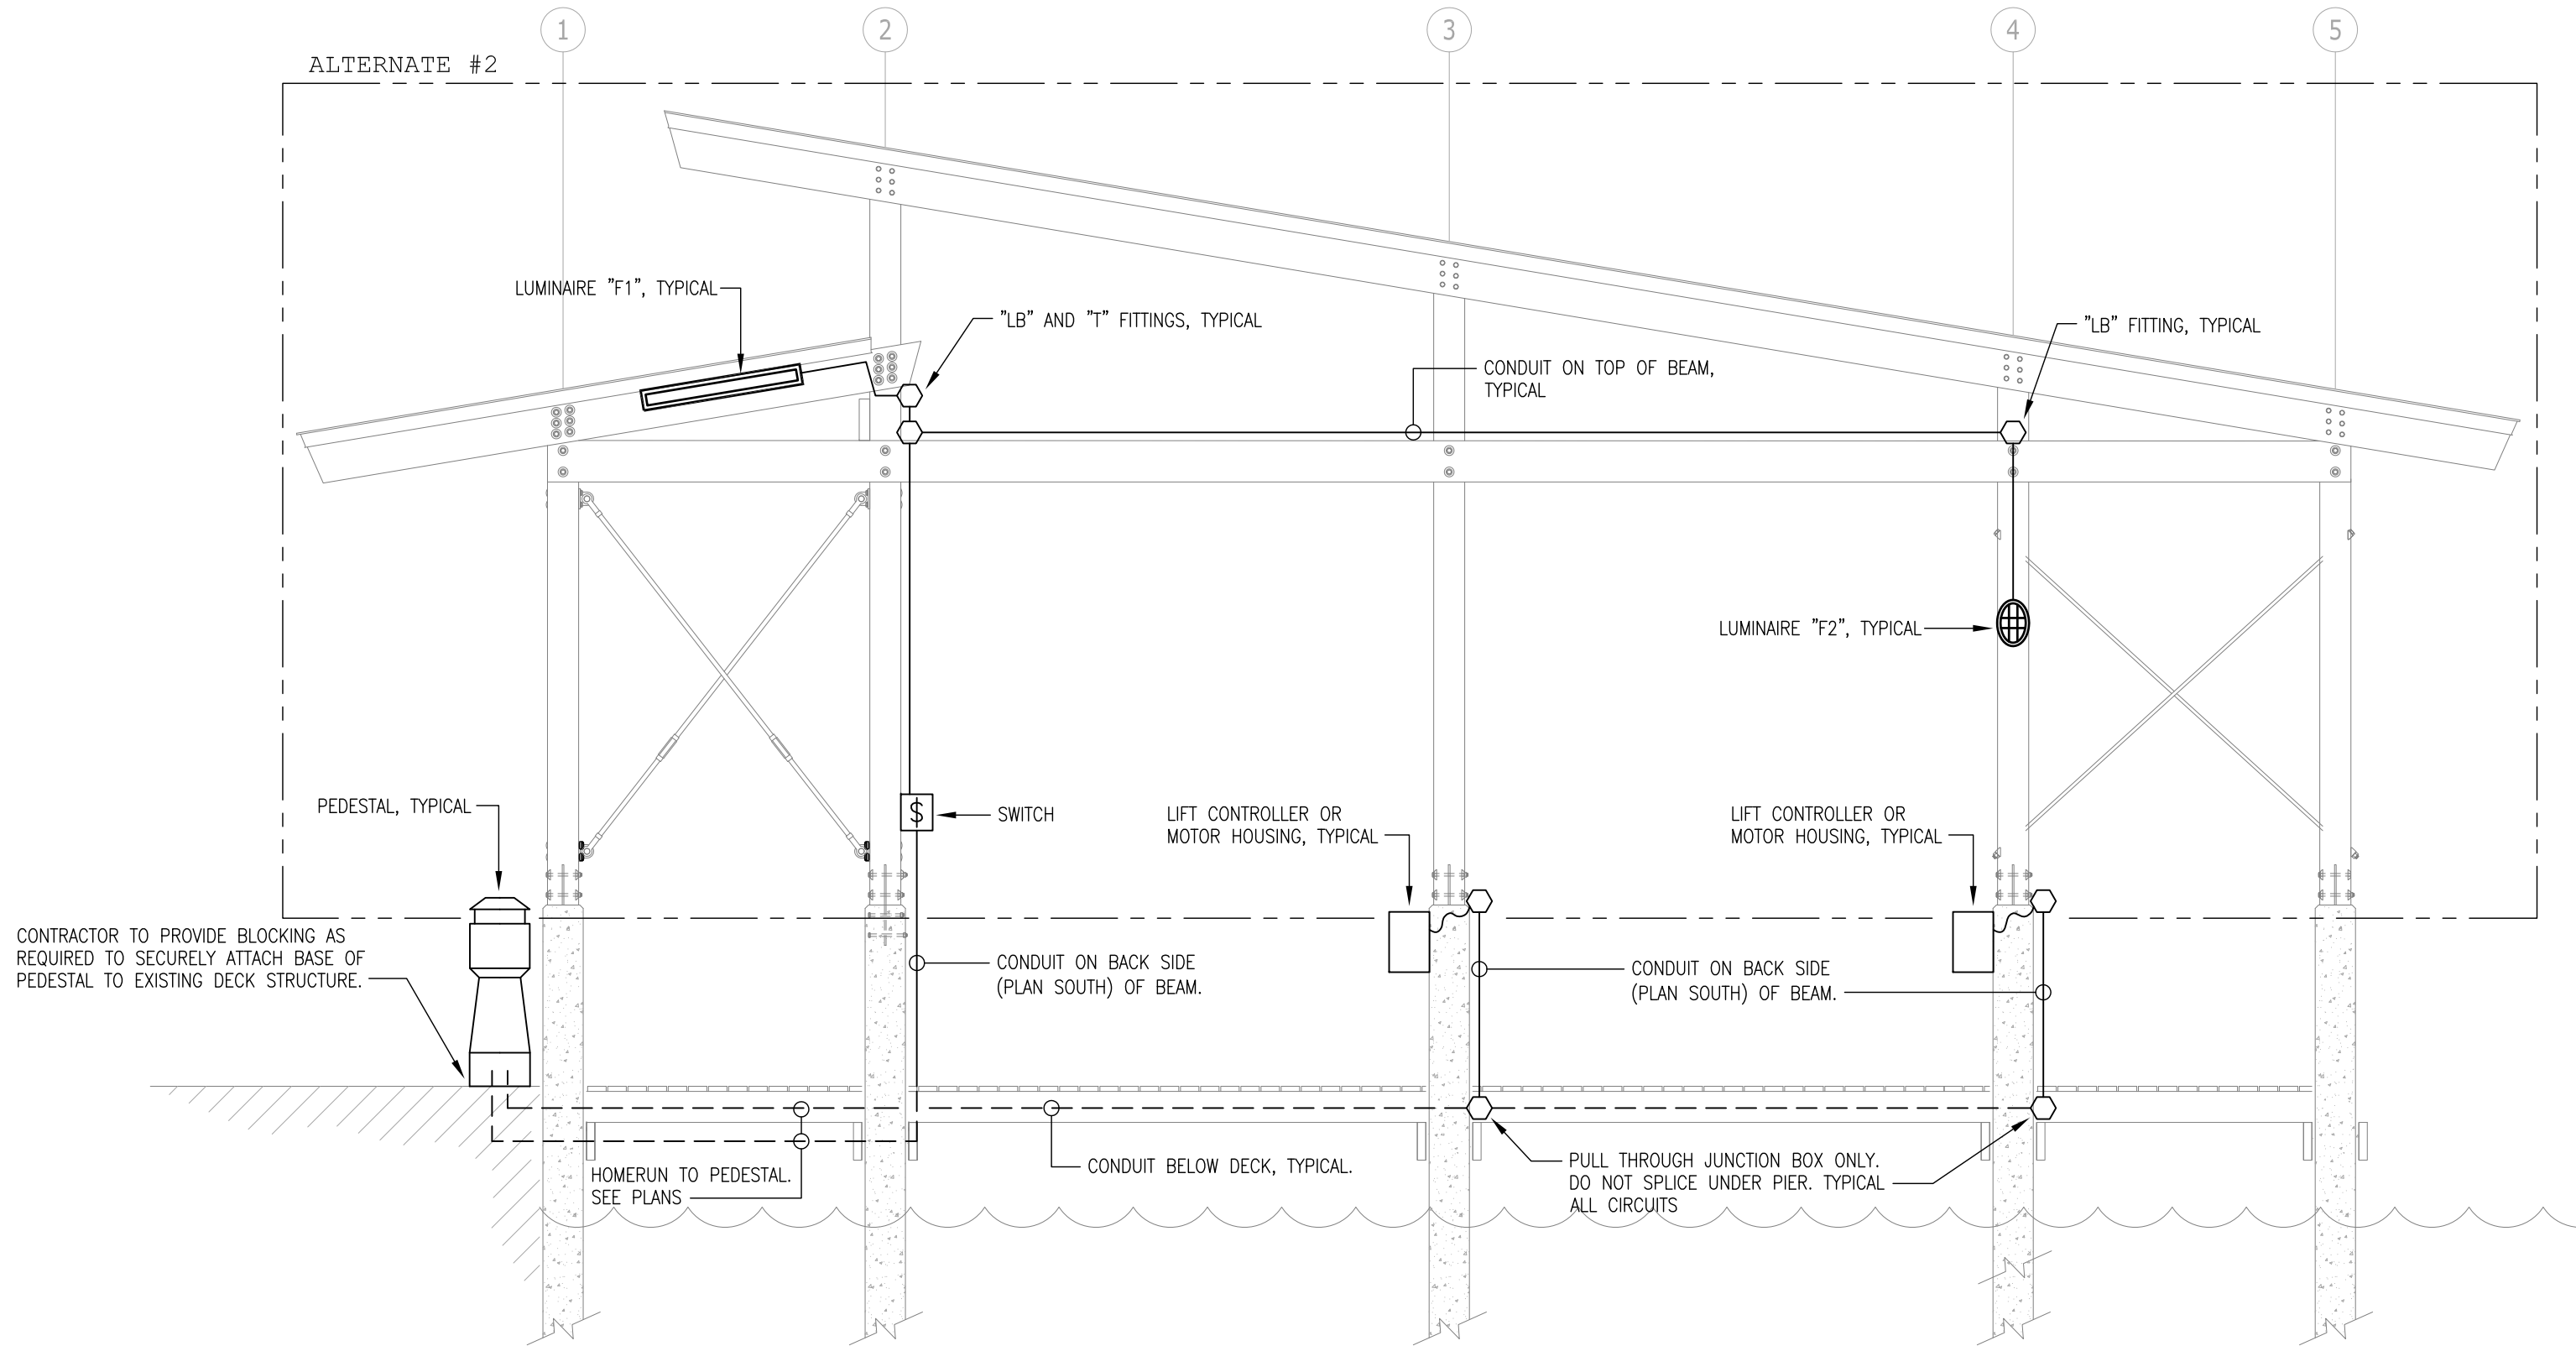 1
2
3
4
5
ALTERNATE #2
LUMINAIRE "F1", TYPICAL
"LB" AND "T" FITTINGS, TYPICAL
"LB" FITTING, TYPICAL
CONDUIT ON TOP OF BEAM,
TYPICAL
LUMINAIRE "F2", TYPICAL
PEDESTAL, TYPICAL
$
SWITCH
LIFT CONTROLLER OR
MOTOR HOUSING, TYPICAL
LIFT CONTROLLER OR
MOTOR HOUSING, TYPICAL
CONTRACTOR TO PROVIDE BLOCKING AS
REQUIRED TO SECURELY ATTACH BASE OF
PEDESTAL TO EXISTING DECK STRUCTURE.
CONDUIT ON BACK SIDE
(PLAN SOUTH) OF BEAM.
CONDUIT ON BACK SIDE
(PLAN SOUTH) OF BEAM.
HOMERUN TO PEDESTAL.
SEE PLANS
CONDUIT BELOW DECK, TYPICAL.
PULL THROUGH JUNCTION BOX ONLY.
DO NOT SPLICE UNDER PIER. TYPICAL
ALL CIRCUITS